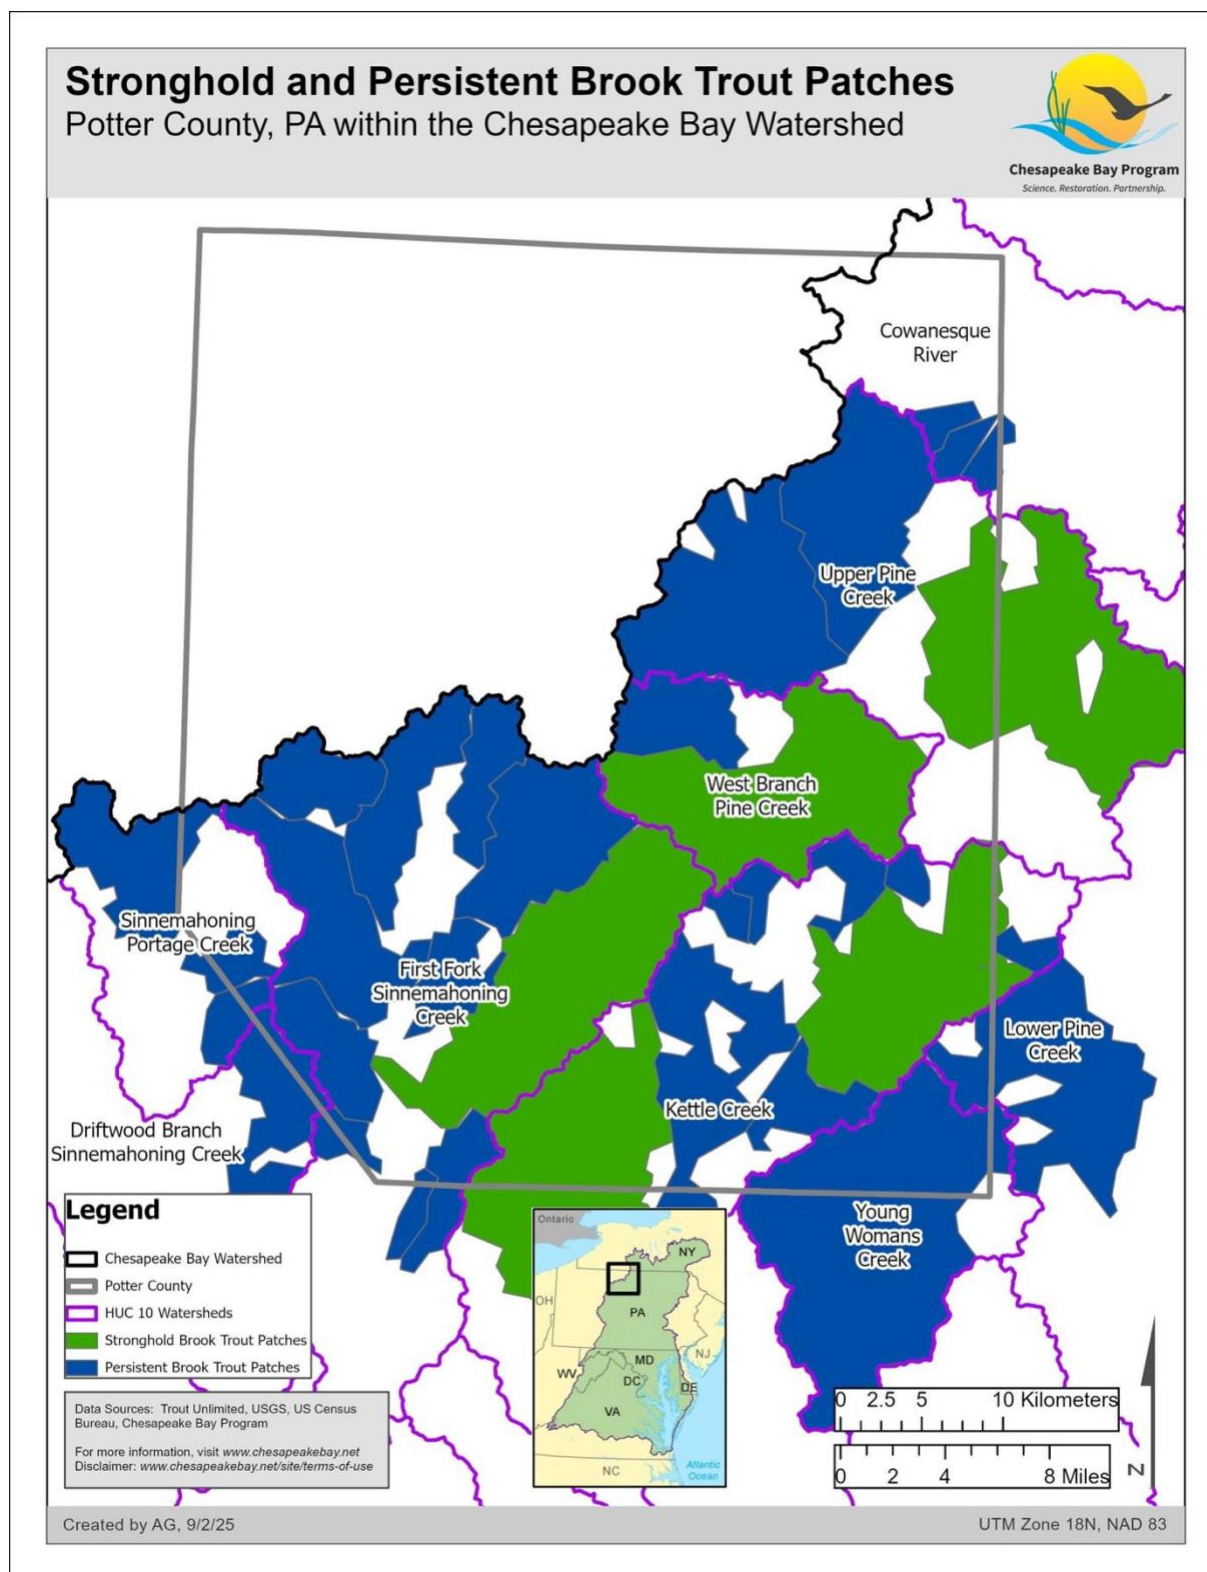 Stronghold and Persistent Brook Trout Patches
Potter County, PA within the Chesapeake Bay Watershed
Chesapeake Bay Program
Science. Restoration. Partnership.
Cowanesque
River
Upper Pine
Creek
West Branch
Pine Creek
Sinnemahoning
Portage Creek
First Fork
Sinnemahoning
Creek
Lower Pine
Creek
Kettle Creek
Driftwood Branch
Sinnemahoning Creek
Young
Womans
Creek
Legend
Chesapeake Bay Watershed
Potter County
HUC 10 Watersheds
Stronghold Brook Trout Patches
Persistent Brook Trout Patches
Data Sources: Trout Unlimited, USGS, US Census
Bureau, Chesapeake Bay Program
For more information, visit www.chesapeakebay.net
Disclaimer: www.chesapeakebay.net/site/terms-of-use
Ontario
NY
OH
PA
NJ
MD
WV
DC
DE
VA
NC
Atlantic
Ocean
0 2.5 5 10 Kilometers
0 2 4 8 Miles
N
Created by AG, 9/2/25
UTM Zone 18N, NAD 83